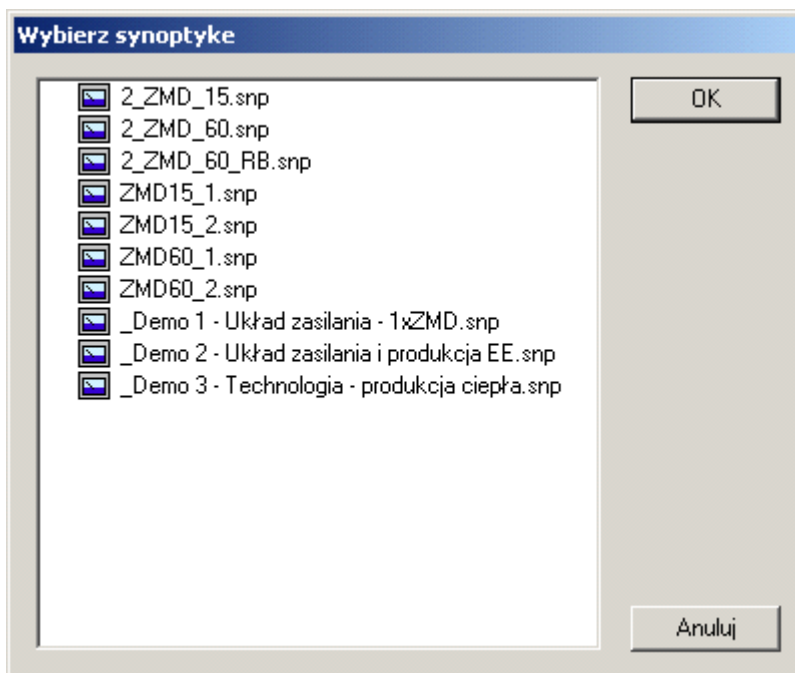 Wybierz synoptyke
2_ZMD_15.snp
OK
2_ZMD_60.snp
2_ZMD_60_RB.snp
ZMD15_1.snp
ZMD15_2.snp
ZMD60_1.snp
ZMD60_2.snp
_Demo 1 - Układ zasilania - 1xZMD.snp
_Demo 2 - Układ zasilania i produkcja EE.snp
_Demo 3 - Technologia - produkcja ciepła.snp
Anuluj